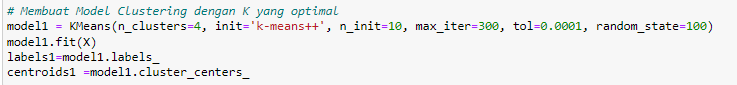 # Membuat Model Clustering dengan K yang optimal
model1 = KMeans(n_clusters=4, init='k-means++', n_init=10, max_iter=300, tol=0.0001, random_state=100)
model1.fit(X)
labels1=model1.labels_
centroids1 =model1.cluster_centers_